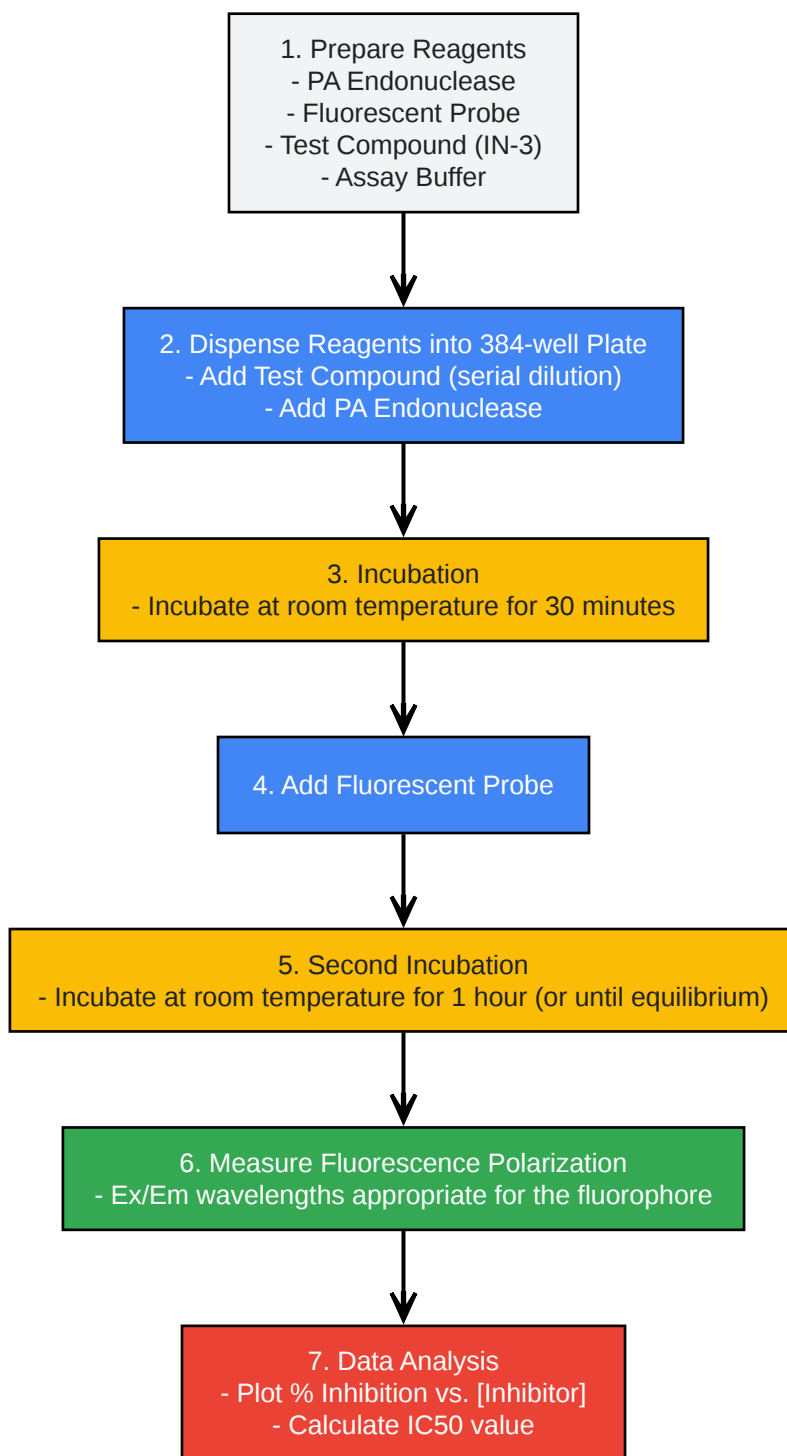 1. Prepare Reagents
- PA Endonuclease
- Fluorescent Probe
- Test Compound (IN-3)
- Assay Buffer
2. Dispense Reagents into 384-well Plate
- Add Test Compound (serial dilution)
- Add PA Endonuclease
3. Incubation
- Incubate at room temperature for 30 minutes
4. Add Fluorescent Probe
5. Second Incubation
- Incubate at room temperature for 1 hour (or until equilibrium)
6. Measure Fluorescence Polarization
- Ex/Em wavelengths appropriate for the fluorophore
7. Data Analysis
- Plot % Inhibition vs. [Inhibitor]
- Calculate IC50 value